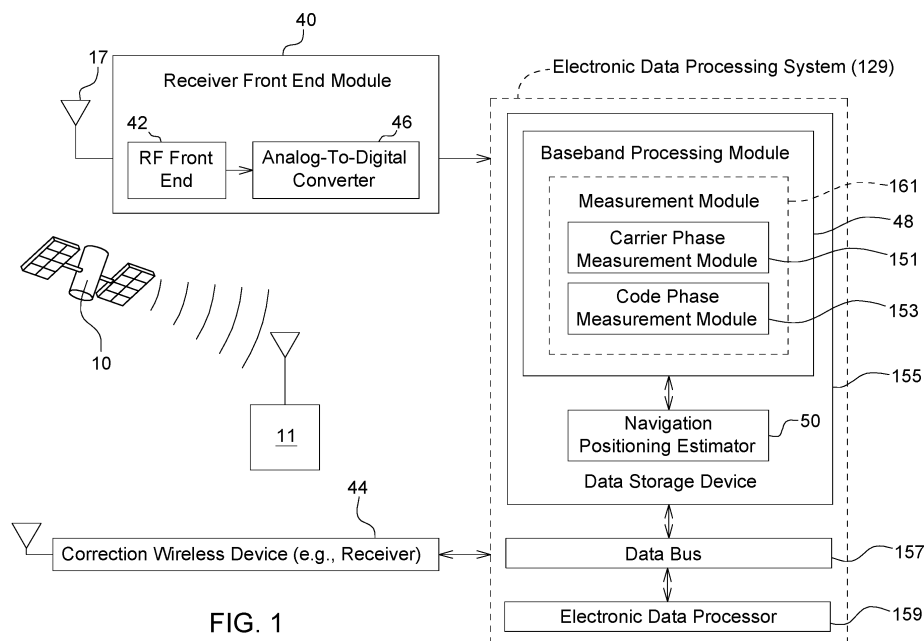 40
17
Receiver Front End Module
42
46
RF Front
End
Analog-To-Digital
Converter
Electronic Data Processing System (129)
Baseband Processing Module
161
Measurement Module
48
Carrier Phase
Measurement Module
151
Code Phase
Measurement Module
153
10
155
11
Navigation
Positioning Estimator
50
Data Storage Device
44
Correction Wireless Device (e.g., Receiver)
Data Bus
157
Electronic Data Processor
159
FIG. 1